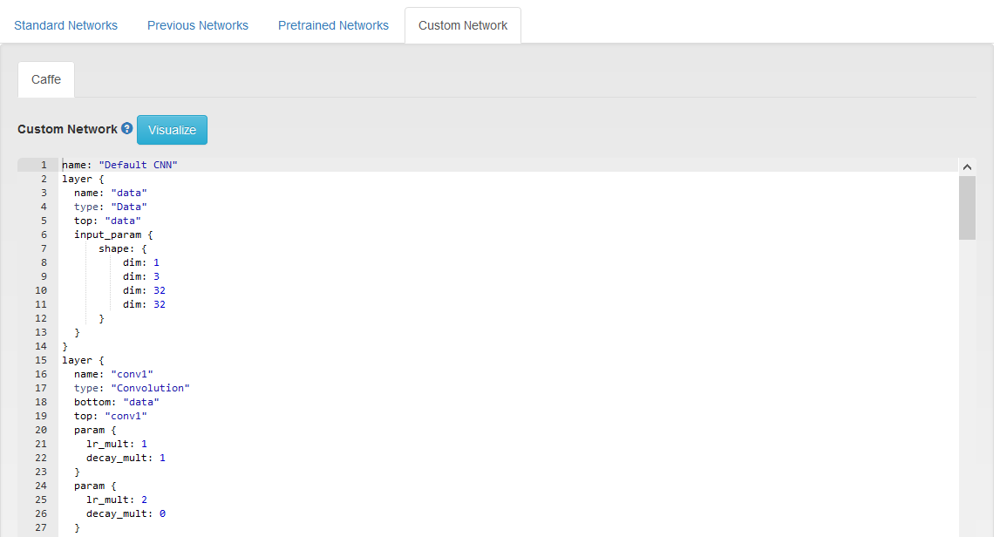 Standard Networks Previous Networks Pretrained Networks Custom Network
Caffe
Custom Network ? Visualize
1 name: "Default CNN"
2 layer {
3   name: "data"
4   type: "Data"
5   top: "data"
6   input_param {
7       shape: {
8           dim: 1
9           dim: 3
10           dim: 32
11           dim: 32
12       }
13   }
14 }
15 layer {
16   name: "conv1"
17   type: "Convolution"
18   bottom: "data"
19   top: "conv1"
20   param {
21     lr_mult: 1
22     decay_mult: 1
23   }
24   param {
25     lr_mult: 2
26     decay_mult: 0
27   }